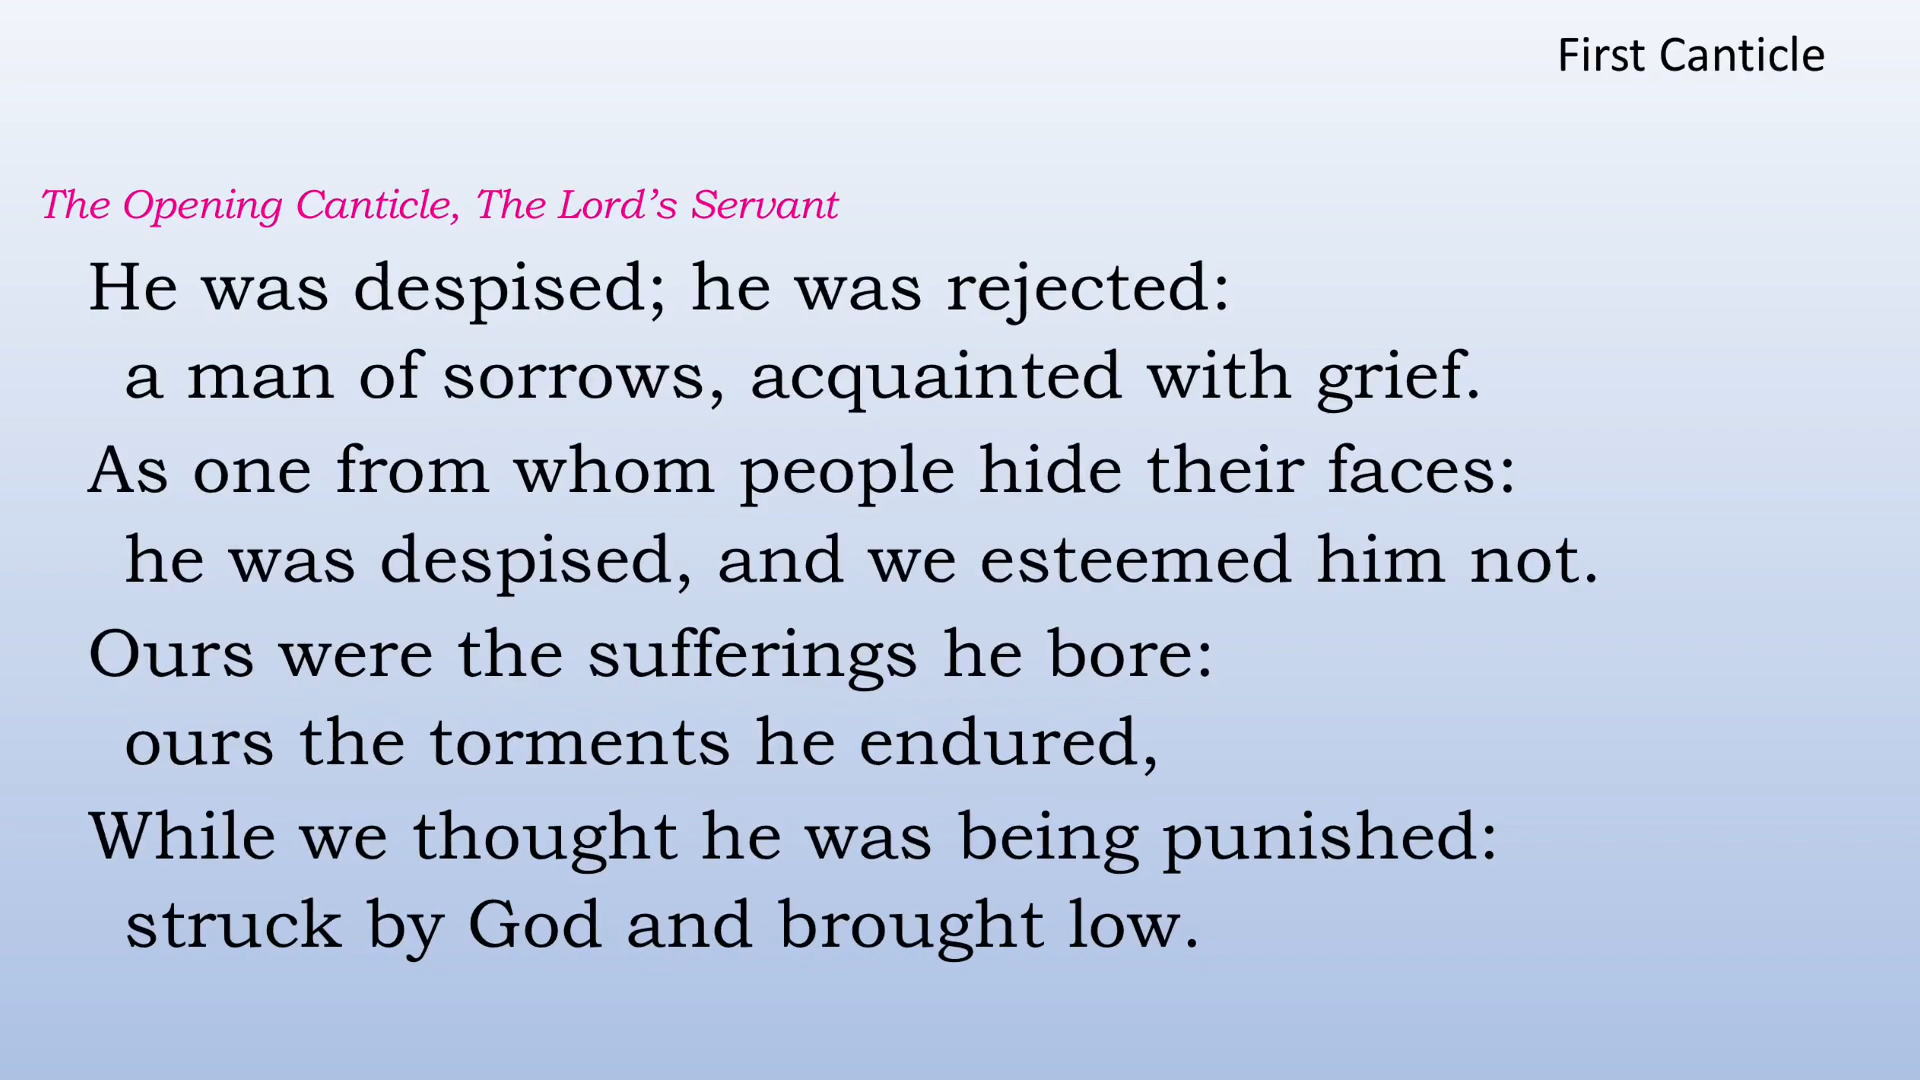 First Canticle
The Opening Canticle, The Lord’s Servant
He was despised; he was rejected:
a man of sorrows, acquainted with grief.
As one from whom people hide their faces:
he was despised, and we esteemed him not.
Ours were the sufferings he bore:
ours the torments he endured,
While we thought he was being punished:
struck by God and brought low.